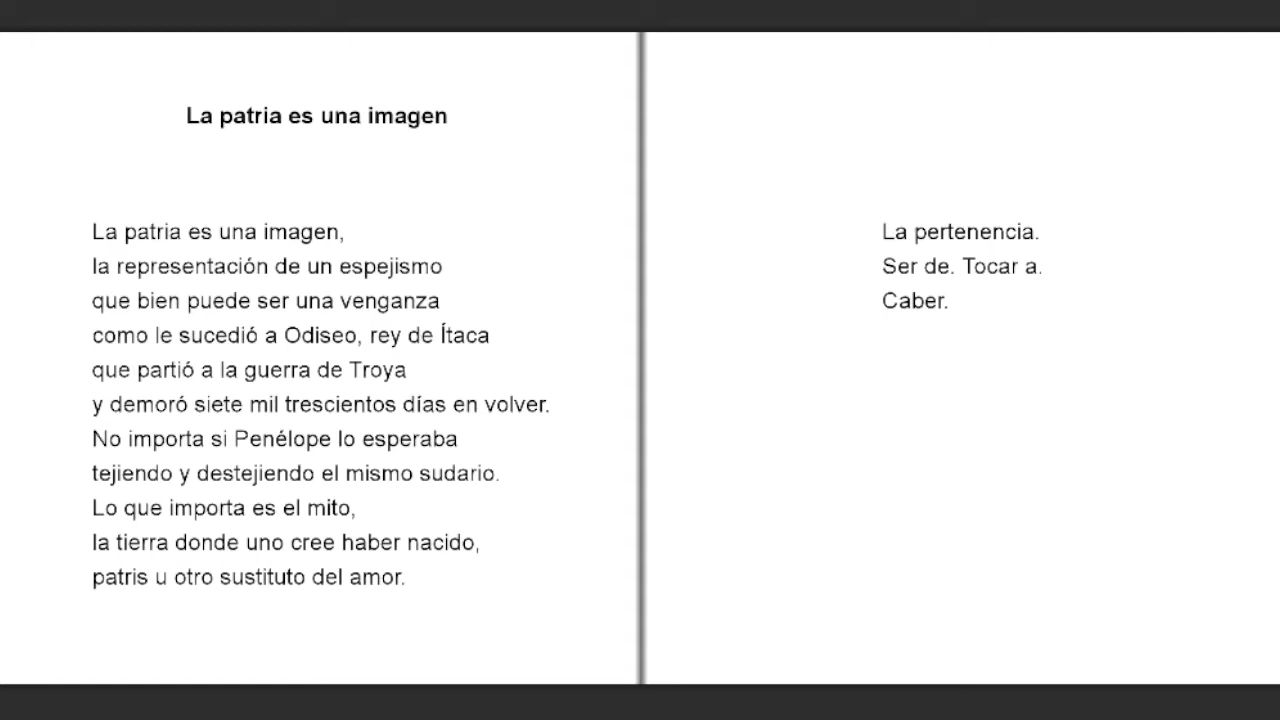 La patria es una imagen
La patria es una imagen,
la representación de un espejismo
que bien puede ser una venganza
como le sucedió a Odiseo, rey de Ítaca
que partió a la guerra de Troya
y demoró siete mil trescientos días en volver.
No importa si Penélope lo esperaba
tejiendo y destejiendo el mismo sudario.
Lo que importa es el mito,
la tierra donde uno cree haber nacido,
patris u otro sustituto del amor.
La pertenencia.
Ser de. Tocar a.
Caber.